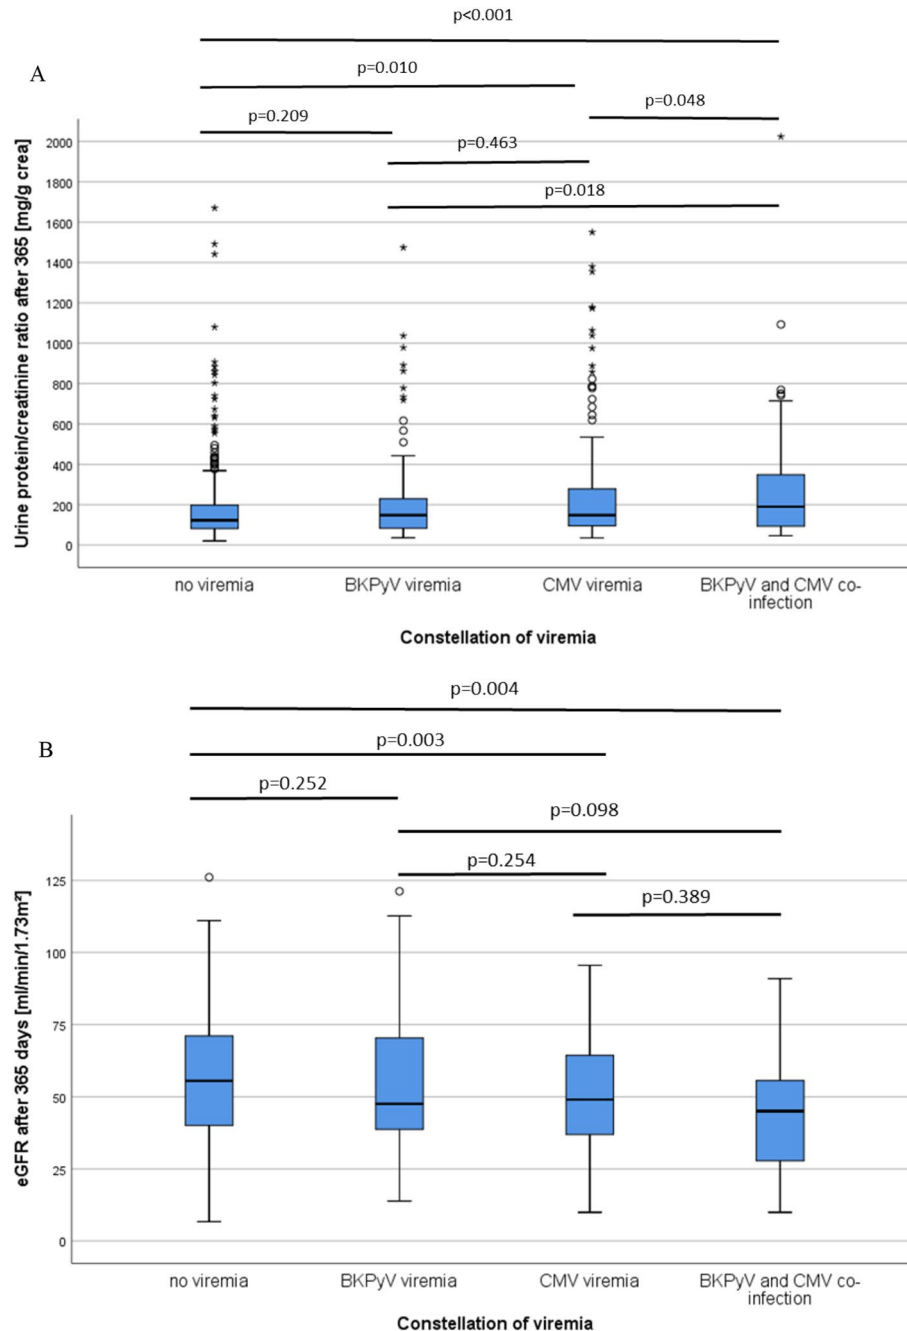 p<0.001
A
p=0.010
p=0.048
p=0.209
p=0.463
p=0.018
Urine protein/creatinine ratio after 365 [mg/g crea]
2000
1800
1600
1400
1200
1000
800
600
400
200
0
no viremia
BKPyV viremia
CMV viremia
BKPyV and CMV co-
infection
Constellation of viremia
p=0.004
B
p=0.003
p=0.252
p=0.098
p=0.254
p=0.389
eGFR after 365 days [ml/min/1.73m²]
125
100
75
50
25
0
no viremia
BKPyV viremia
CMV viremia
BKPyV and CMV co-
infection
Constellation of viremia